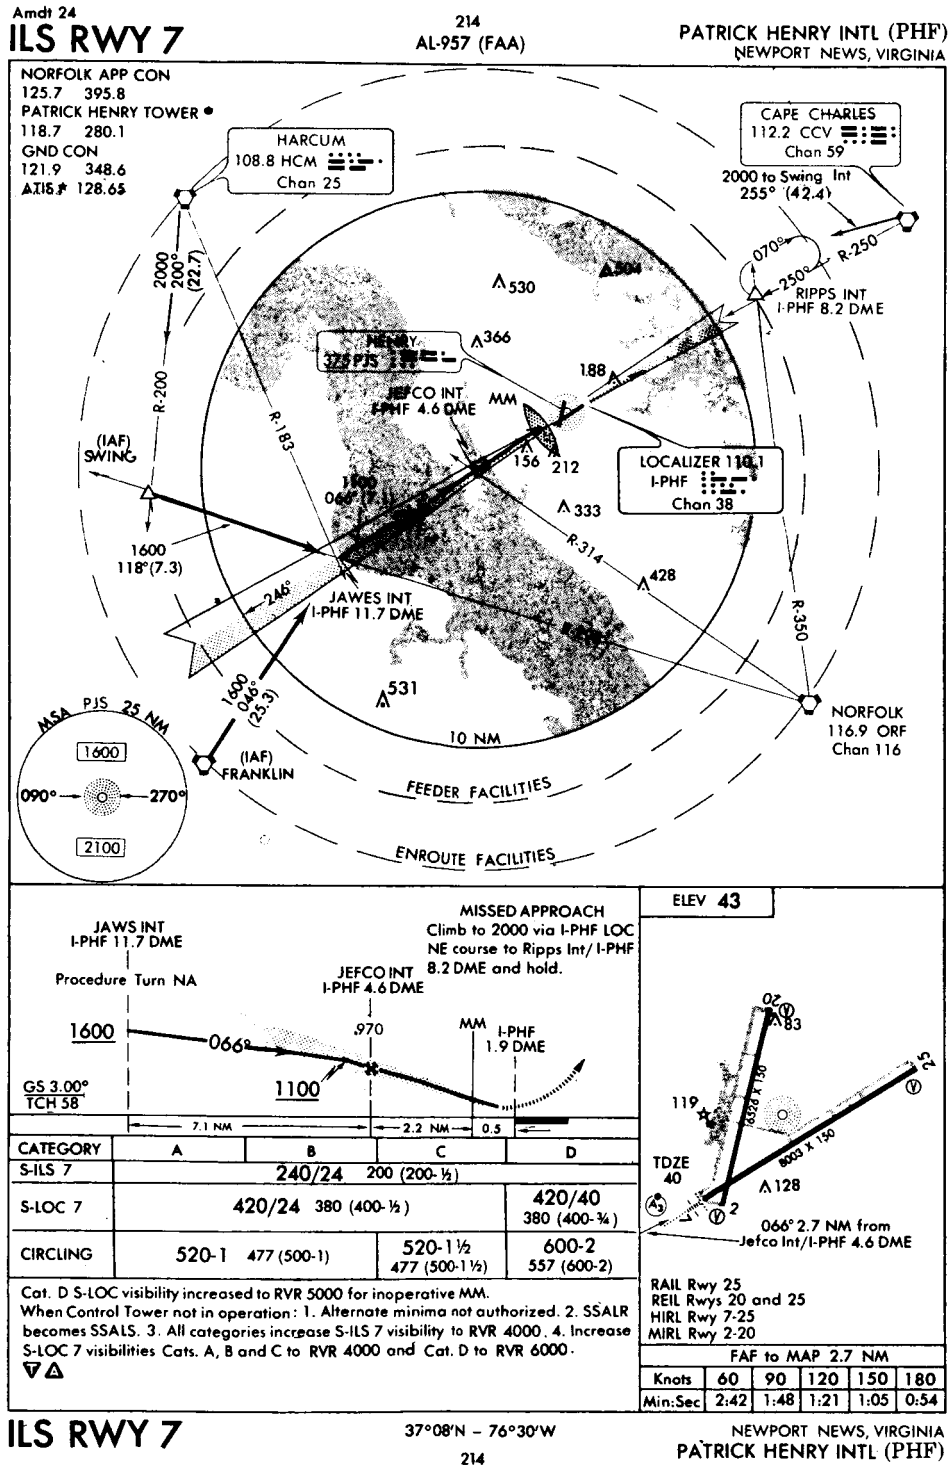 Amdt 24
ILS RWY 7
214
AL-957 (FAA)
PATRICK HENRY INTL (PHF)
NEWPORT NEWS, VIRGINIA
NORFOLK APP CON
125.7 395.8
PATRICK HENRY TOWER
118.7 280.1
GND CON
121.9 348.6
ATIS 128.65
HARCUM
108.8 HCM
Chan 25
CAPE CHARLES
112.2 CCV
Chan 59
2000 to Swing Int
255° (42.4)
R-250
070°
250°
RIPPS INT
I-PHF 8.2 DME
2000
200°
(22.7)
R-200
R-183
504
530
366
HENRY
375 PJS
188
JEFCO INT
I-PHF 4.6 DME
MM
(IAF)
SWING
156
212
LOCALIZER 110.1
I-PHF
Chan 38
1100
066° (7.1)
333
R-314
1600
118° (7.3)
428
246°
JAWES INT
I-PHF 11.7 DME
R-350
1600
046°
(25.3)
531
NORFOLK
116.9 ORF
Chan 116
10 NM
(IAF)
FRANKLIN
MSA PJS 25 NM
1600
090°
270°
2100
FEEDER FACILITIES
ENROUTE FACILITIES
JAWS INT
I-PHF 11.7 DME
Procedure Turn NA
MISSED APPROACH
Climb to 2000 via I-PHF LOC
NE course to Ripps Int/I-PHF
8.2 DME and hold.
JEFCO INT
I-PHF 4.6 DME
970
MM
I-PHF
1.9 DME
1600
066°
1100
GS 3.00°
TCH 58
7.1 NM
2.2 NM
0.5
ELEV 43
20
83
25
6526 X 150
119
8003 X 150
TDZE
40
128
A3
7
2
066° 2.7 NM from
Jefco Int/I-PHF 4.6 DME
RAIL Rwy 25
REIL Rwys 20 and 25
HIRL Rwy 7-25
MIRL Rwy 2-20
CATEGORY A B C D
S-ILS 7 240/24 200 (200-½)
S-LOC 7 420/24 380 (400-½) 420/40 380 (400-¾)
CIRCLING 520-1 477 (500-1) 520-1½ 477 (500-1½) 600-2 557 (600-2)
Cat. D S-LOC visibility increased to RVR 5000 for inoperative MM.
When Control Tower not in operation: 1. Alternate minima not authorized. 2. SSALR
becomes SSALS. 3. All categories increase S-ILS 7 visibility to RVR 4000. 4. Increase
S-LOC 7 visibilities Cats. A, B and C to RVR 4000 and Cat. D to RVR 6000.
T A
FAF to MAP 2.7 NM
Knots 60 90 120 150 180
Min:Sec 2:42 1:48 1:21 1:05 0:54
ILS RWY 7
37°08'N – 76°30'W
214
NEWPORT NEWS, VIRGINIA
PATRICK HENRY INTL (PHF)